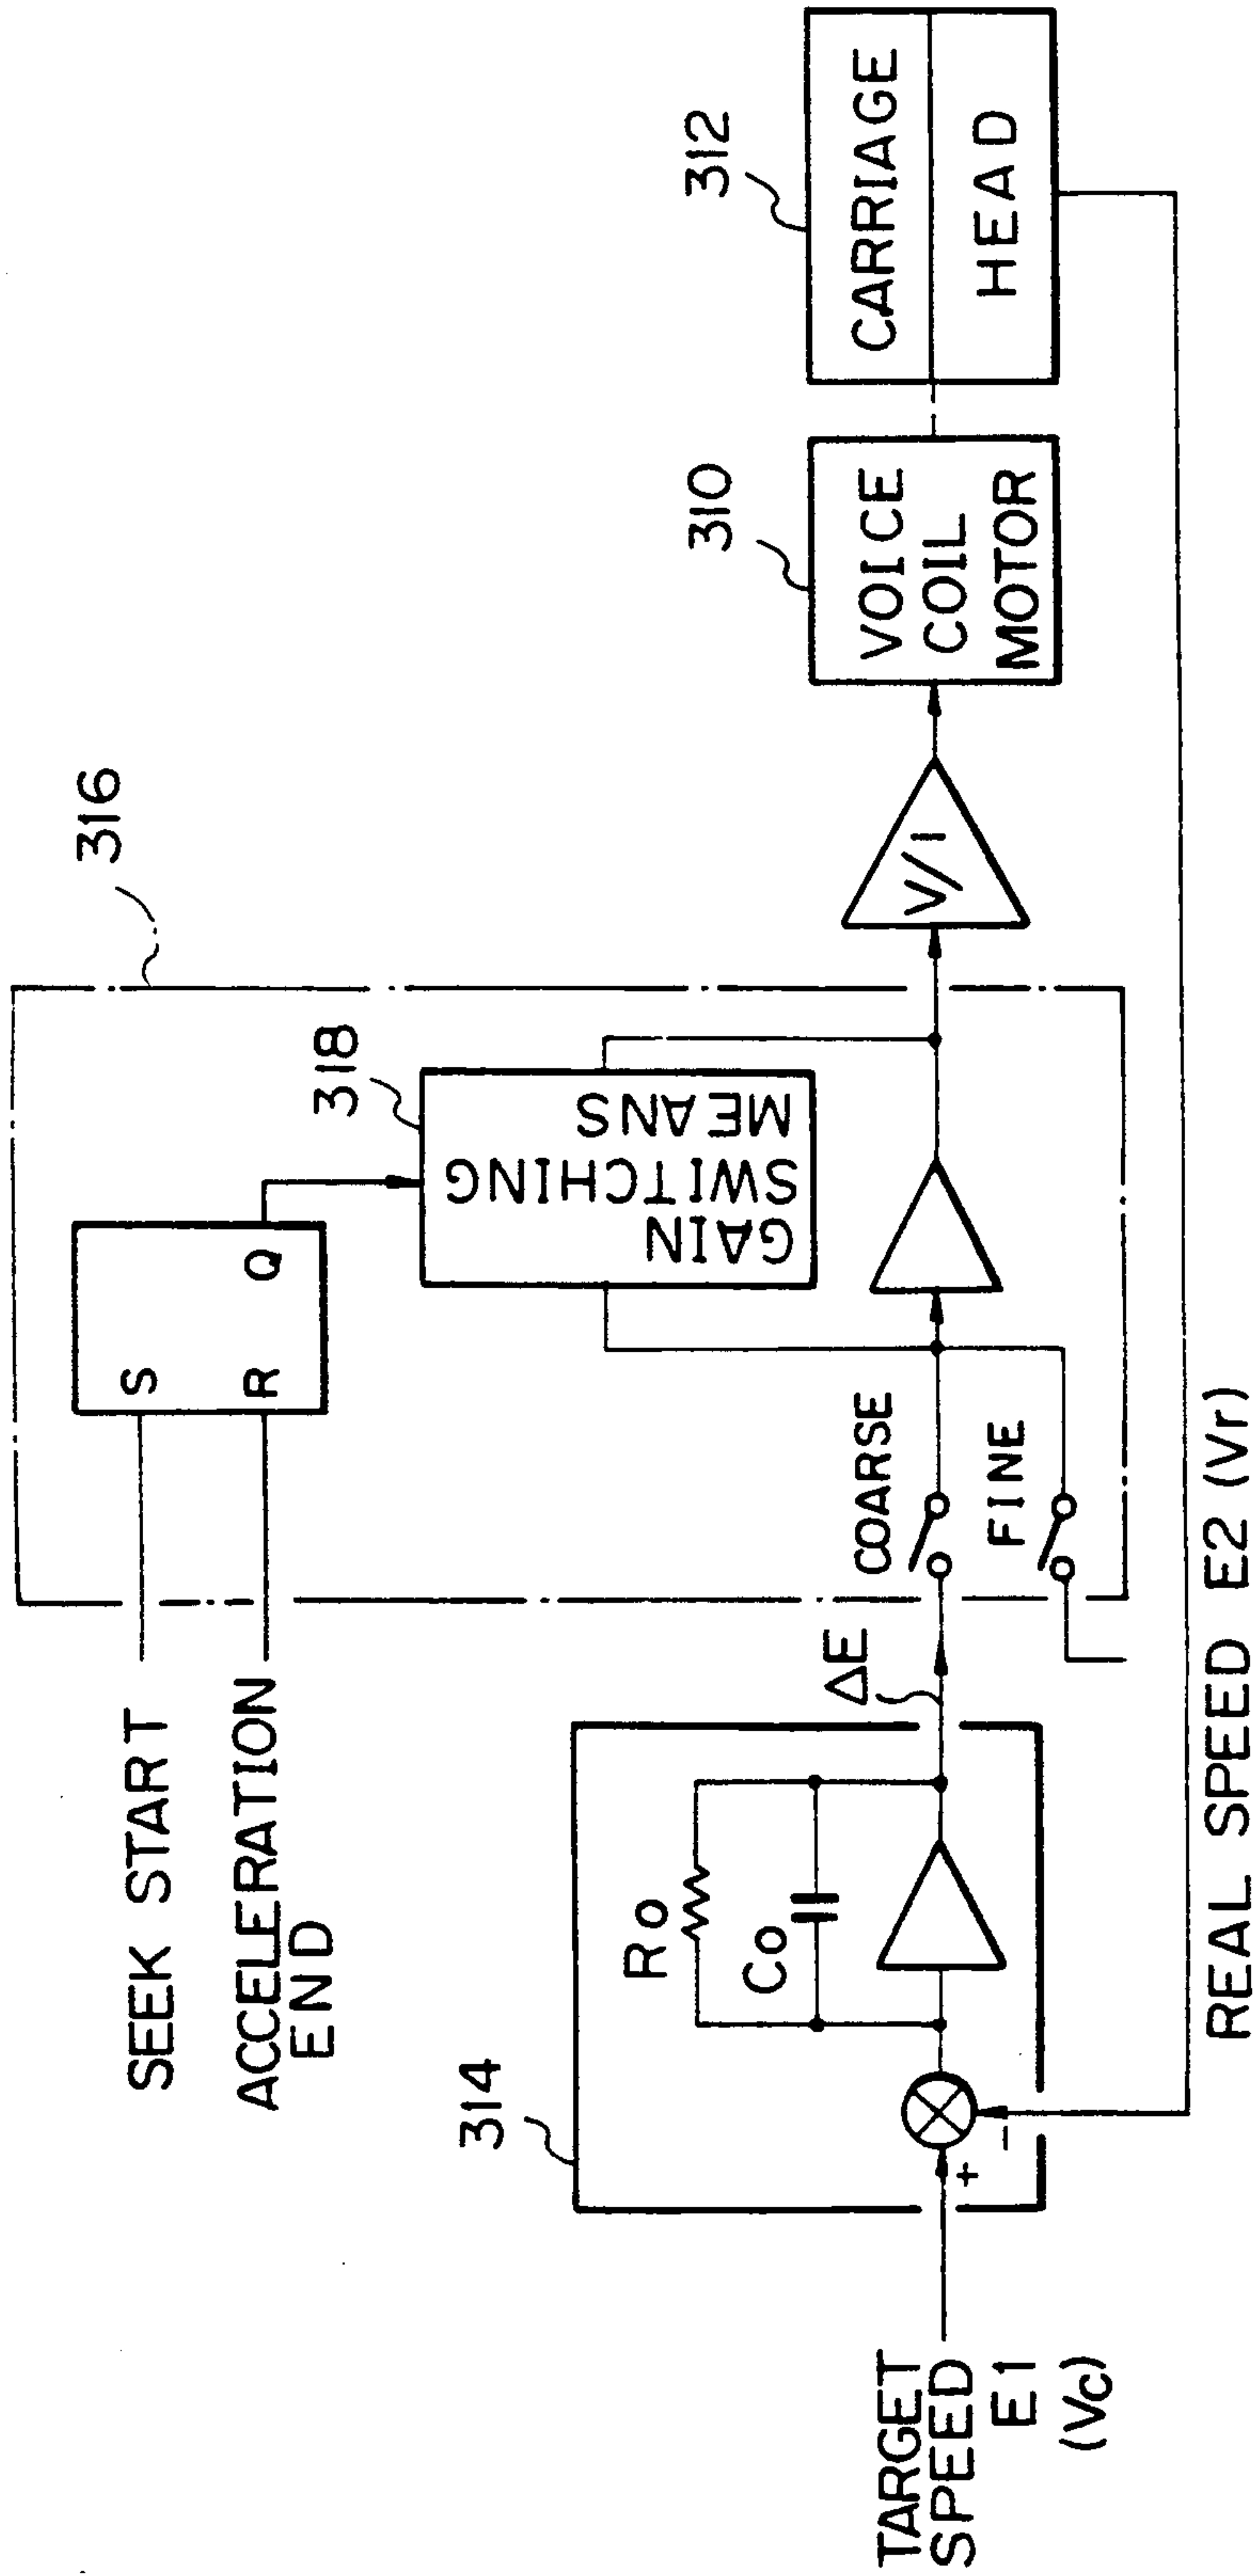 316
SEEK START
S
ACCELERATION
END
R
Q
318
GAIN
SWITCHING
MEANS
314
Ro
Co
ΔE
COARSE
FINE
V/I
310
VOICE
COIL
MOTOR
312
CARRIAGE
HEAD
TARGET
SPEED
E1
(Vc)
+
-
REAL SPEED E2 (Vr)